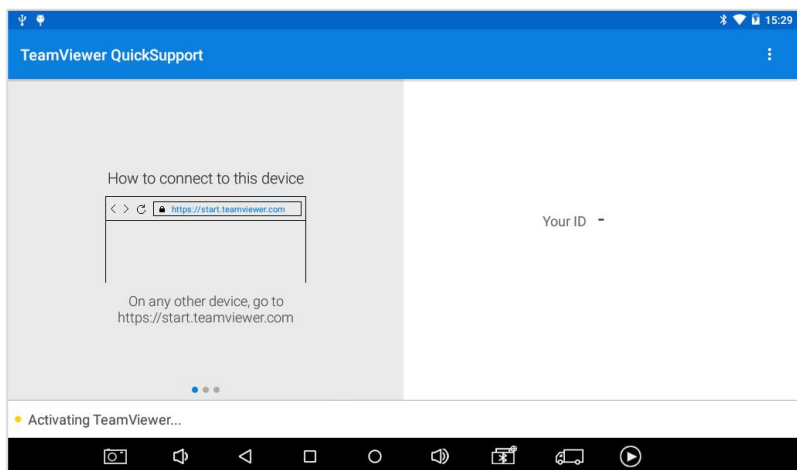 15:29
TeamViewer QuickSupport
How to connect to this device
https://start.teamviewer.com
On any other device, go to
https://start.teamviewer.com
Your ID -
Activating TeamViewer...